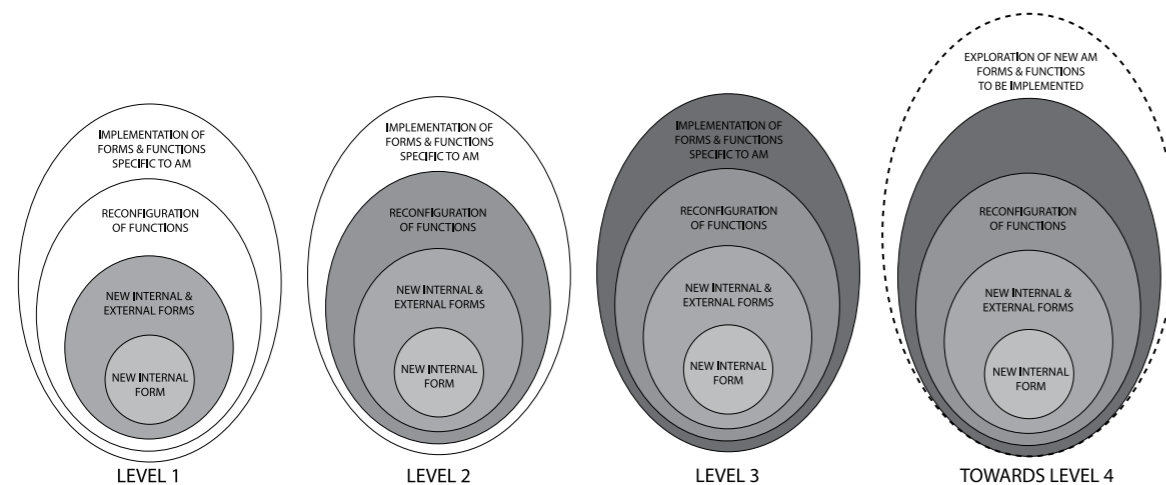 IMPLEMENTATION OF
FORMS & FUNCTIONS
SPECIFIC TO AM
RECONFIGURATION
OF FUNCTIONS
NEW INTERNAL &
EXTERNAL FORMS
NEW INTERNAL
FORM
LEVEL 1
IMPLEMENTATION OF
FORMS & FUNCTIONS
SPECIFIC TO AM
RECONFIGURATION
OF FUNCTIONS
NEW INTERNAL &
EXTERNAL FORMS
NEW INTERNAL
FORM
LEVEL 2
IMPLEMENTATION OF
FORMS & FUNCTIONS
SPECIFIC TO AM
RECONFIGURATION
OF FUNCTIONS
NEW INTERNAL &
EXTERNAL FORMS
NEW INTERNAL
FORM
LEVEL 3
EXPLORATION OF NEW AM
FORMS & FUNCTIONS
TO BE IMPLEMENTED
RECONFIGURATION
OF FUNCTIONS
NEW INTERNAL &
EXTERNAL FORMS
NEW INTERNAL
FORM
TOWARDS LEVEL 4